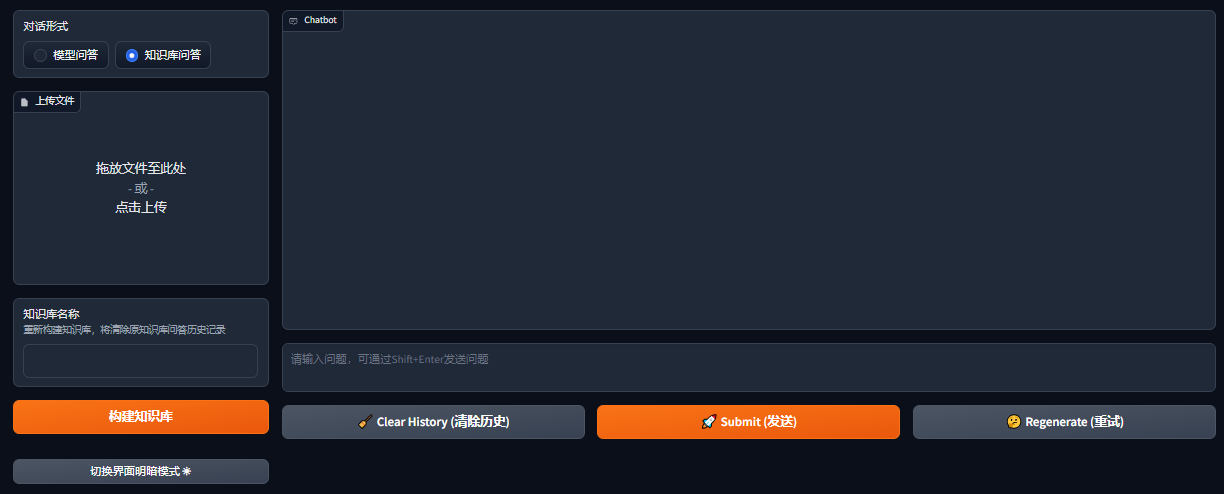 对话形式
模型问答
知识库问答
上传文件
拖放文件至此处
- 或 -
点击上传
知识库名称
重新构建知识库，将清除原知识库问答历史记录
构建知识库
切换界面明暗模式☀
Chatbot
请输入问题，可通过Shift+Enter发送问题
🧹 Clear History (清除历史)
🚀 Submit (发送)
🤔 Regenerate (重试)